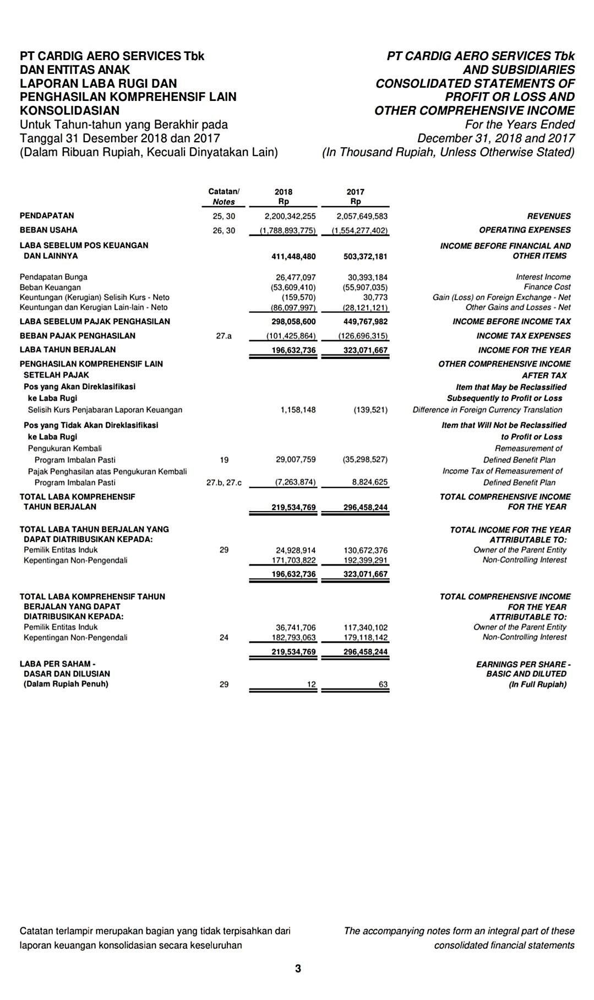 PT CARDIG AERO SERVICES Tbk PT CARDIG AERO SERVICES Tbk
DAN ENTITAS ANAK AND SUBSIDIARIES
LAPORAN LABA RUGI DAN CONSOLIDATED STATEMENTS OF
PENGHASILAN KOMPREHENSIF LAIN PROFIT OR LOSS AND
KONSOLIDASIAN OTHER COMPREHENSIVE INCOME
Untuk Tahun-tahun yang Berakhir pada For the Years Ended
Tanggal 31 Desember 2018 dan 2017 December 31, 2018 and 2017
(Dalam Ribuan Rupiah, Kecuali Dinyatakan Lain) (In Thousand Rupiah, Unless Otherwise Stated)
Catatan/ 2018 2017
Notes Rp Rp
PENDAPATAN 25, 30 2,200,342,255 2,057,649,583 REVENUES
BEBAN USAHA 26, 30 (1,788,893,775) (1,554,277,402) OPERATING EXPENSES
LABA SEBELUM POS KEUANGAN INCOME BEFORE FINANCIAL AND
DAN LAINNYA 411,448,480 503,372,181 OTHER ITEMS
Pendapatan Bunga 26,477,097 30,393,184 Interest Income
Beban Keuangan (53,609,410) (55,907,035) Finance Cost
Keuntungan (Kerugian) Selisih Kurs - Neto (159,570) 30,773 Gain (Loss) on Foreign Exchange - Net
Keuntungan dan Kerugian Lain-lain - Neto (86,097,997) (28,121,121) Other Gains and Losses - Net
LABA SEBELUM PAJAK PENGHASILAN 298,058,600 449,767,982 INCOME BEFORE INCOME TAX
BEBAN PAJAK PENGHASILAN 27.a (101,425,864) (126,696,315) INCOME TAX EXPENSES
LABA TAHUN BERJALAN 196,632,736 323,071,667 INCOME FOR THE YEAR
PENGHASILAN KOMPREHENSIF LAIN OTHER COMPREHENSIVE INCOME
SETELAH PAJAK AFTER TAX
Pos yang Akan Direklasifikasi Item that May be Reclassified
ke Laba Rugi Subsequently to Profit or Loss
Selisih Kurs Penjabaran Laporan Keuangan 1,158,148 (139,521) Difference in Foreign Currency Translation
Pos yang Tidak Akan Direklasifikasi Item that Will Not be Reclassified
ke Laba Rugi to Profit or Loss
Pengukuran Kembali Remeasurement of
Program Imbalan Pasti 19 29,007,759 (35,298,527) Defined Benefit Plan
Pajak Penghasilan atas Pengukuran Kembali Income Tax of Remeasurement of
Program Imbalan Pasti 27.b, 27.c (7,263,874) 8,824,625 Defined Benefit Plan
TOTAL LABA KOMPREHENSIF TOTAL COMPREHENSIVE INCOME
TAHUN BERJALAN 219,534,769 296,458,244 FOR THE YEAR
TOTAL LABA TAHUN BERJALAN YANG TOTAL INCOME FOR THE YEAR
DAPAT DIATRIBUSIKAN KEPADA: ATTRIBUTABLE TO:
Pemilik Entitas Induk 29 24,928,914 130,672,376 Owner of the Parent Entity
Kepentingan Non-Pengendali 171,703,822 192,399,291 Non-Controlling Interest
196,632,736 323,071,667
TOTAL LABA KOMPREHENSIF TAHUN TOTAL COMPREHENSIVE INCOME
BERJALAN YANG DAPAT FOR THE YEAR
DIATRIBUSIKAN KEPADA: ATTRIBUTABLE TO:
Pemilik Entitas Induk 36,741,706 117,340,102 Owner of the Parent Entity
Kepentingan Non-Pengendali 24 182,793,063 179,118,142 Non-Controlling Interest
219,534,769 296,458,244
LABA PER SAHAM - EARNINGS PER SHARE -
DASAR DAN DILUSIAN BASIC AND DILUTED
(Dalam Rupiah Penuh) 29 12 63 (In Full Rupiah)
Catatan terlampir merupakan bagian yang tidak terpisahkan dari The accompanying notes form an integral part of these
laporan keuangan konsolidasian secara keseluruhan consolidated financial statements
3